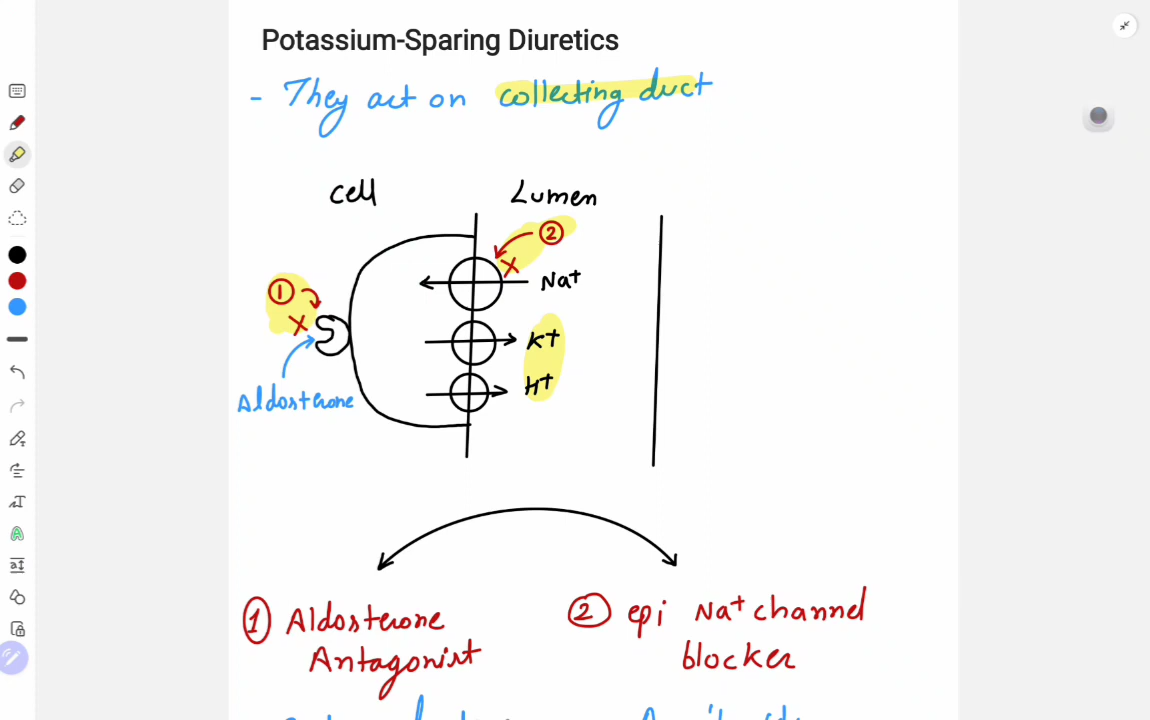 Potassium-Sparing Diuretics
- They act on collecting duct
cell
Lumen
②
①
Na+
K+
H+
Aldosterone
① Aldosterone
Antagonist
② epi Na+ channel
blocker